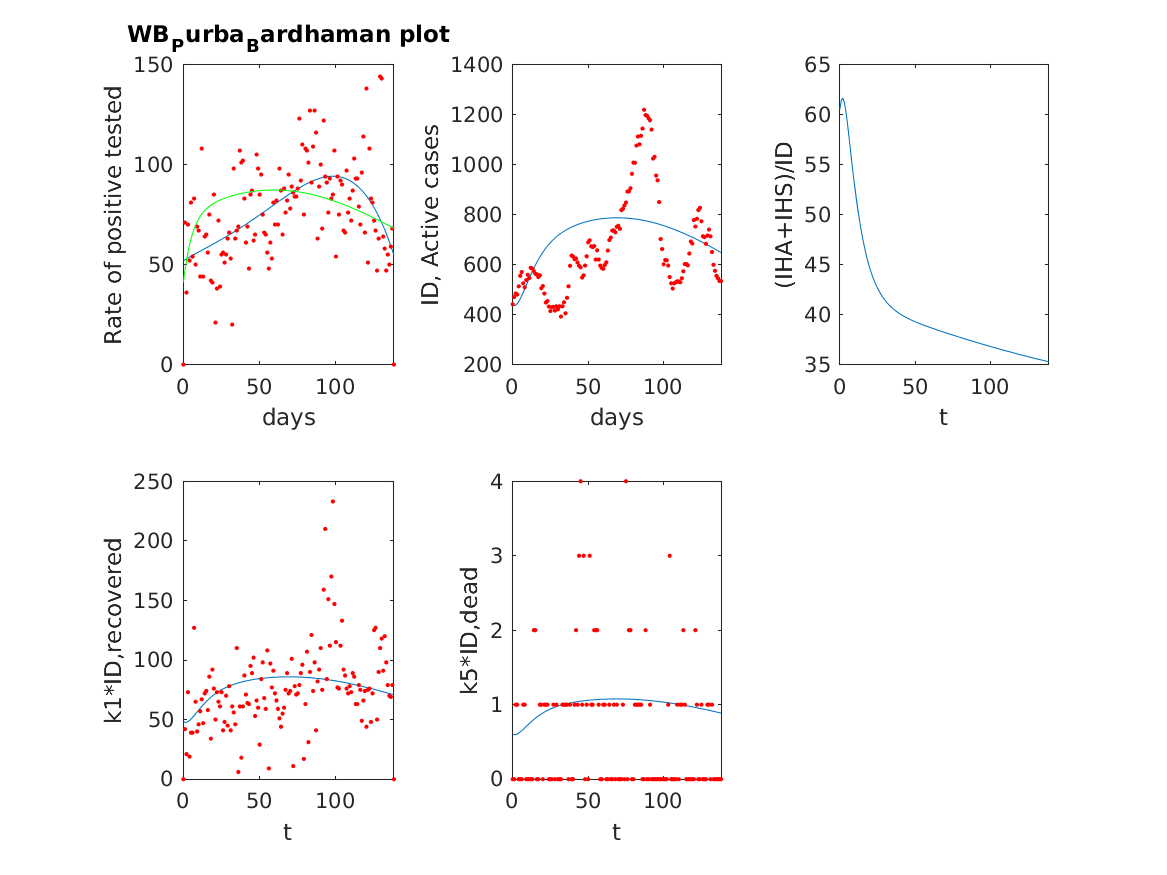 WB_Purba_Bardhaman plot
150
100
50
0
0 50 100
Rate of positive tested
days
1400
1200
1000
800
600
400
200
0 50 100
ID, Active cases
days
65
60
55
50
45
40
35
0 50 100
(IHA+IHS)/ID
t
250
200
150
100
50
0
0 50 100
k1*ID,recovered
t
4
3
2
1
0
0 50 100
k5*ID,dead
t